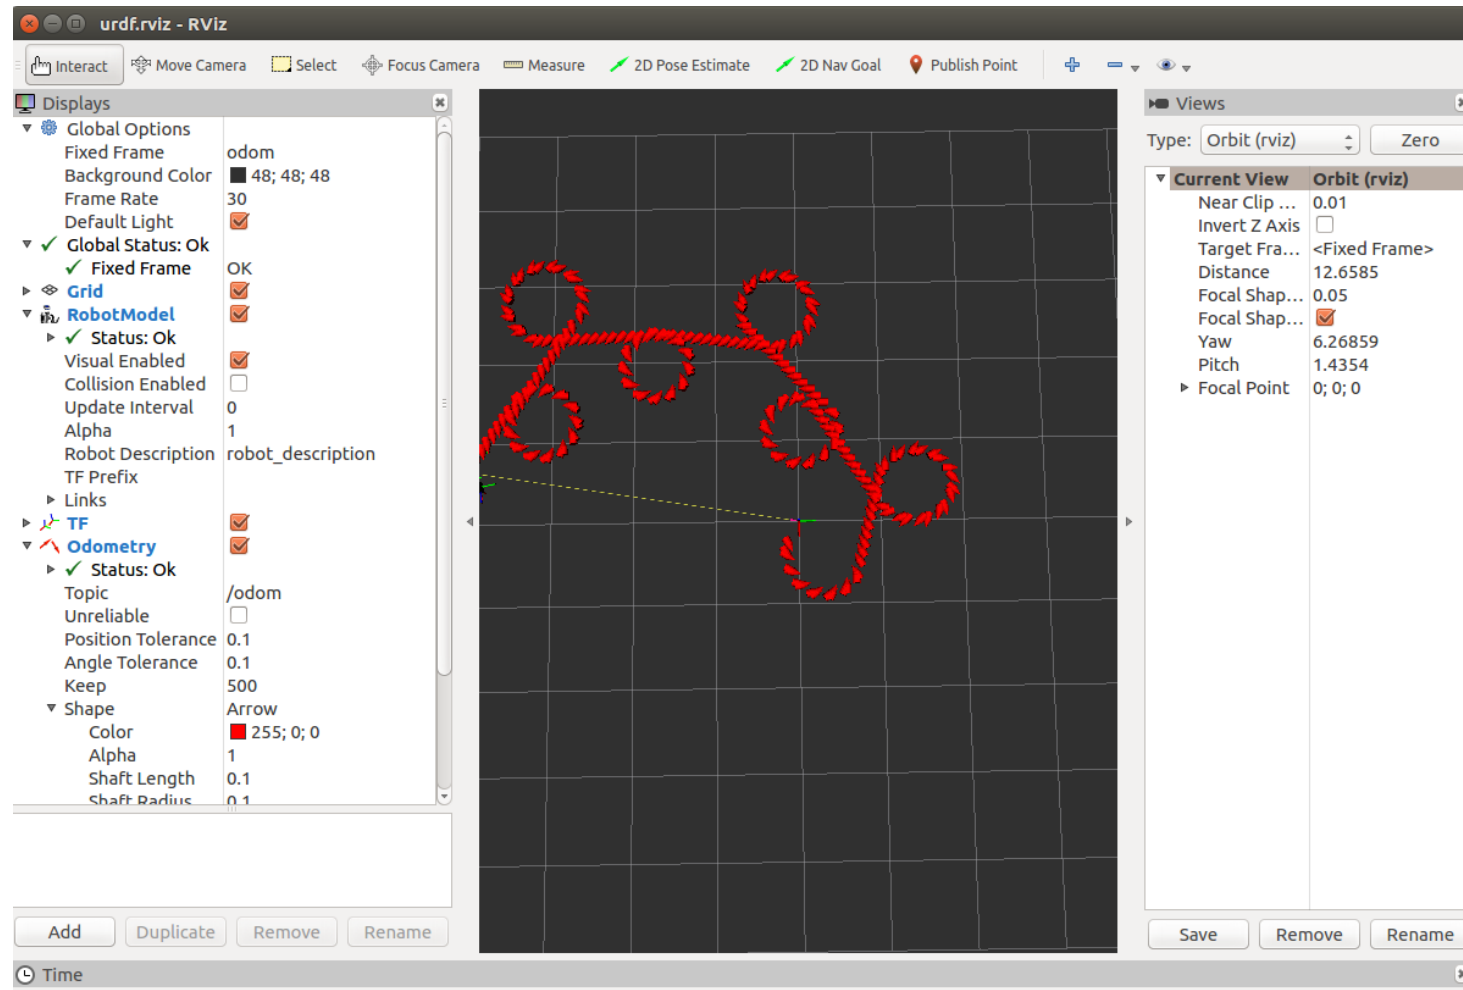 urdf.rviz - RViz
Interact Move Camera Select Focus Camera Measure 2D Pose Estimate 2D Nav Goal Publish Point
Displays
Global Options
Fixed Frame odom
Background Color 48; 48; 48
Frame Rate 30
Default Light
Global Status: Ok
Fixed Frame OK
Grid
RobotModel
Status: Ok
Visual Enabled
Collision Enabled
Update Interval 0
Alpha 1
Robot Description robot_description
TF Prefix
Links
TF
Odometry
Status: Ok
Topic /odom
Unreliable
Position Tolerance 0.1
Angle Tolerance 0.1
Keep 500
Shape Arrow
Color 255; 0; 0
Alpha 1
Shaft Length 0.1
Shaft Radius 0.1
Add Duplicate Remove Rename
Views
Type: Orbit (rviz) Zero
Current View Orbit (rviz)
Near Clip ... 0.01
Invert Z Axis
Target Fra... <Fixed Frame>
Distance 12.6585
Focal Shap... 0.05
Focal Shap...
Yaw 6.26859
Pitch 1.4354
Focal Point 0; 0; 0
Save Remove Rename
Time